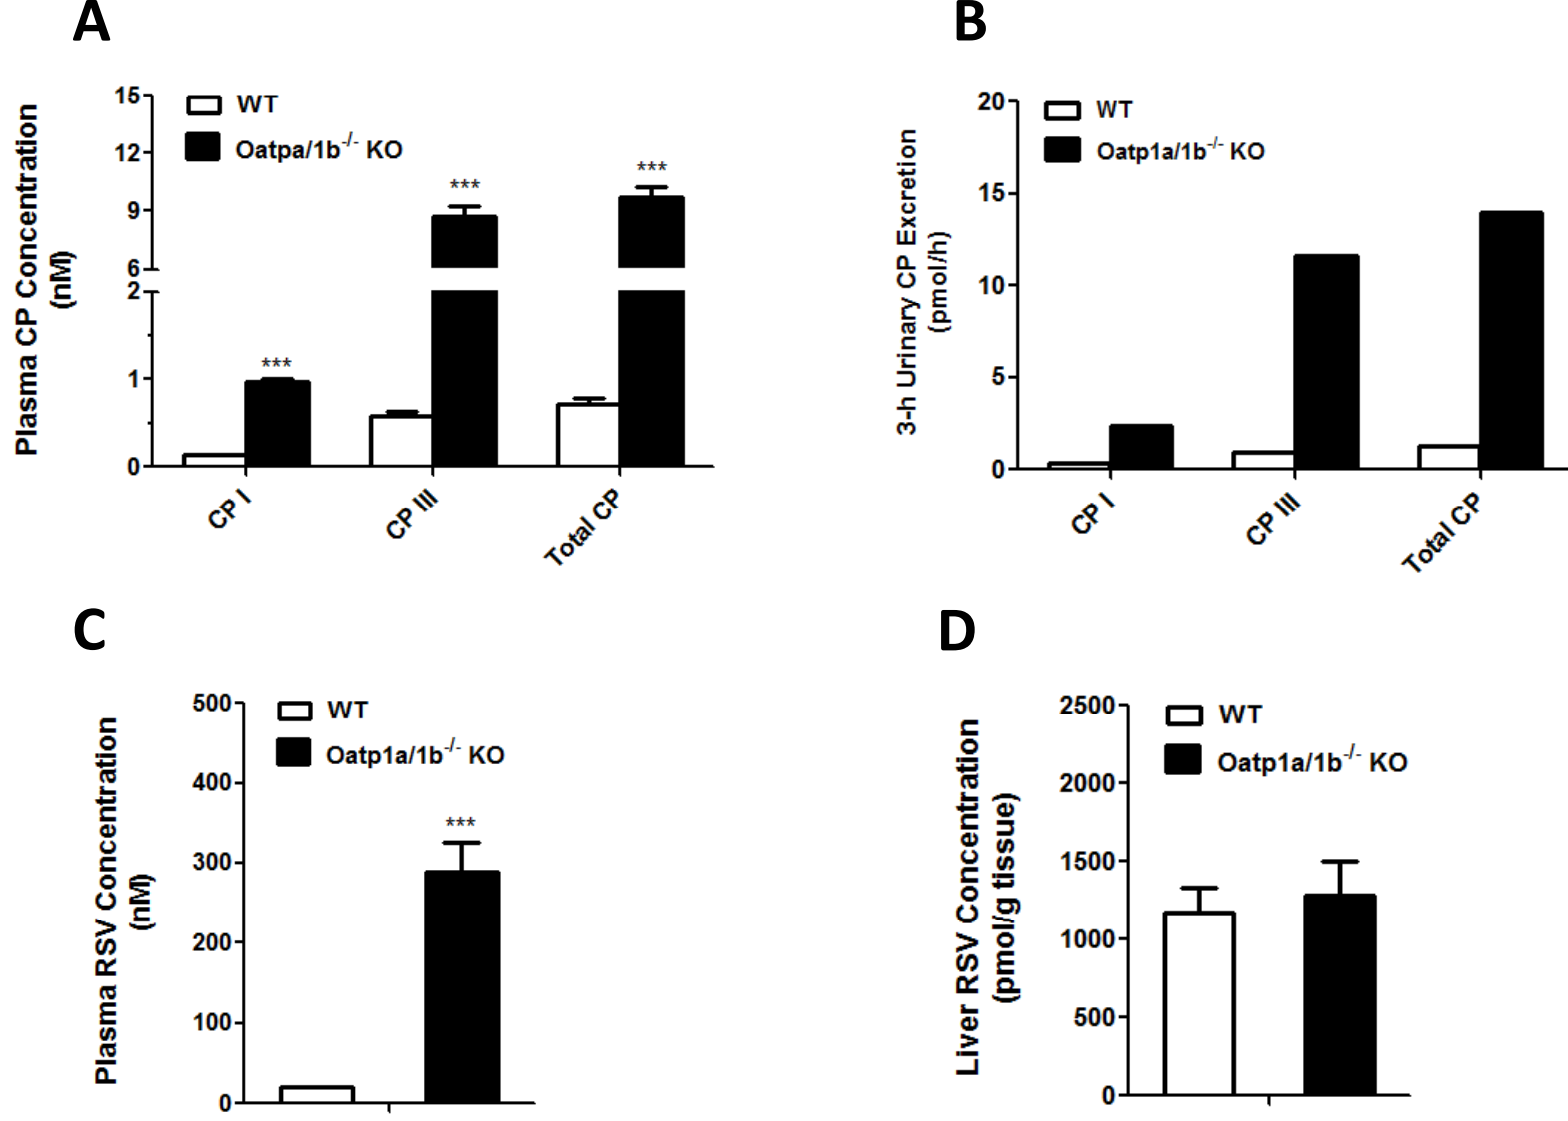 A
Plasma CP Concentration
(nM)
15
12
9
6
2
1
0
WT
Oatpa/1b-/- KO
***
***
***
CP I
CP III
Total CP
B
3-h Urinary CP Excretion
(pmol/h)
20
15
10
5
0
WT
Oatp1a/1b-/- KO
CP I
CP III
Total CP
C
Plasma RSV Concentration
(nM)
500
400
300
200
100
0
WT
Oatp1a/1b-/- KO
***
D
Liver RSV Concentration
(pmol/g tissue)
2500
2000
1500
1000
500
0
WT
Oatp1a/1b-/- KO